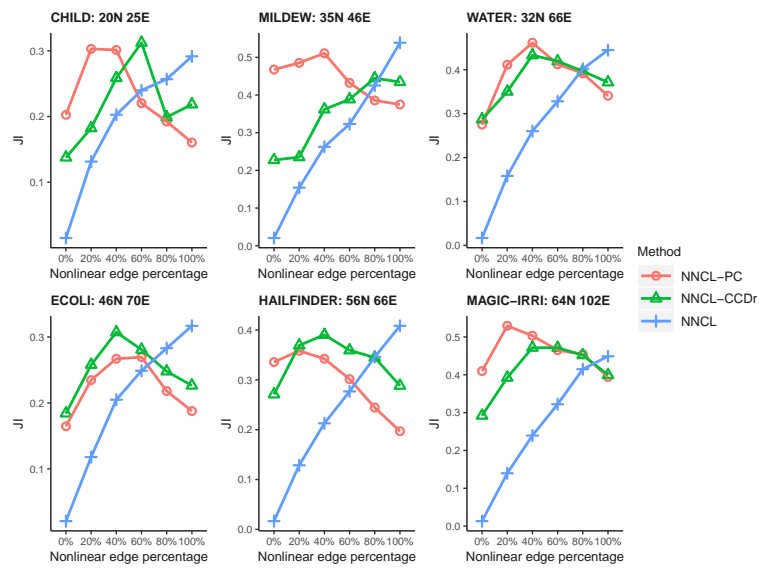 CHILD: 20N 25E
MILDEW: 35N 46E
WATER: 32N 66E
JI
0.3
0.2
0.1
0% 20% 40% 60% 80% 100%
Nonlinear edge percentage
JI
0.5
0.4
0.3
0.2
0.1
0.0
0% 20% 40% 60% 80% 100%
Nonlinear edge percentage
JI
0.4
0.3
0.2
0.1
0.0
0% 20% 40% 60% 80% 100%
Nonlinear edge percentage
Method
NNCL−PC
NNCL−CCDr
NNCL
ECOLI: 46N 70E
HAILFINDER: 56N 66E
MAGIC−IRRI: 64N 102E
JI
0.3
0.2
0.1
0% 20% 40% 60% 80% 100%
Nonlinear edge percentage
JI
0.4
0.3
0.2
0.1
0.0
0% 20% 40% 60% 80% 100%
Nonlinear edge percentage
JI
0.5
0.4
0.3
0.2
0.1
0.0
0% 20% 40% 60% 80% 100%
Nonlinear edge percentage